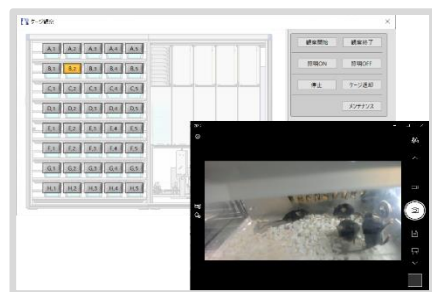 ケージ観察
A,1 A,2 A,3 A,4 A,5
B,1 B,2 B,3 B,4 B,5
C,1 C,2 C,3 C,4 C,5
D,1 D,2 D,3 D,4 D,5
E,1 E,2 E,3 E,4 E,5
F,1 F,2 F,3 F,4 F,5
G,1 G,2 G,3 G,4 G,5
H,1 H,2 H,3 H,4 H,5
観察開始 観察終了
照明ON 照明OFF
停止 ケージ返却
メンテナンス